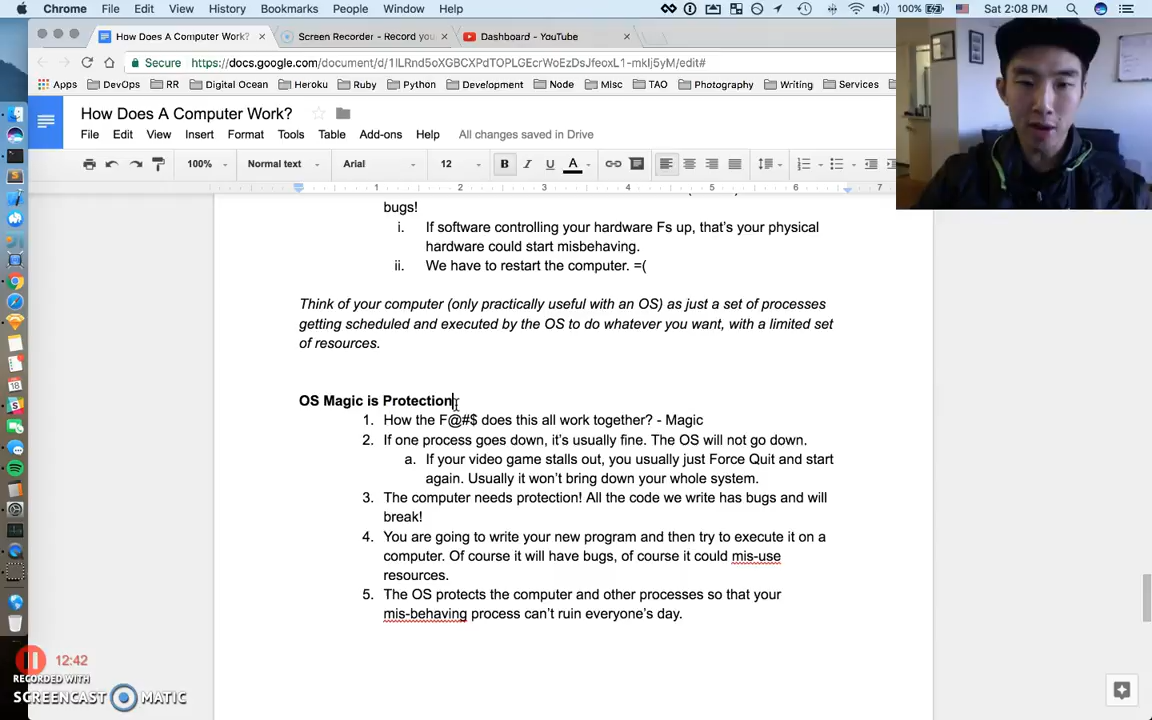 Chrome File Edit View History Bookmarks People Window Help 100% Sat 2:08 PM
How Does A Computer Work? Screen Recorder - Record you Dashboard - YouTube
Secure https://docs.google.com/document/d/1ILRnd5oXGBCXPdTOPLGEcrWoEzDsJfeoxL1-mkIj5yM/edit#
Apps DevOps RR Digital Ocean Heroku Ruby Python Development Node Misc TAO Photography Writing Services
How Does A Computer Work?
File Edit View Insert Format Tools Table Add-ons Help All changes saved in Drive
100% Normal text Arial 12 B I U A
1 2 3 4 5 6 7
bugs!
i. If software controlling your hardware Fs up, that's your physical
hardware could start misbehaving.
ii. We have to restart the computer. =(
Think of your computer (only practically useful with an OS) as just a set of processes
getting scheduled and executed by the OS to do whatever you want, with a limited set
of resources.
OS Magic is Protection
1. How the F@#$ does this all work together? - Magic
2. If one process goes down, it's usually fine. The OS will not go down.
a. If your video game stalls out, you usually just Force Quit and start
again. Usually it won't bring down your whole system.
3. The computer needs protection! All the code we write has bugs and will
break!
4. You are going to write your new program and then try to execute it on a
computer. Of course it will have bugs, of course it could mis-use
resources.
5. The OS protects the computer and other processes so that your
mis-behaving process can't ruin everyone's day.
12:42
RECORDED WITH
SCREENCAST MATIC